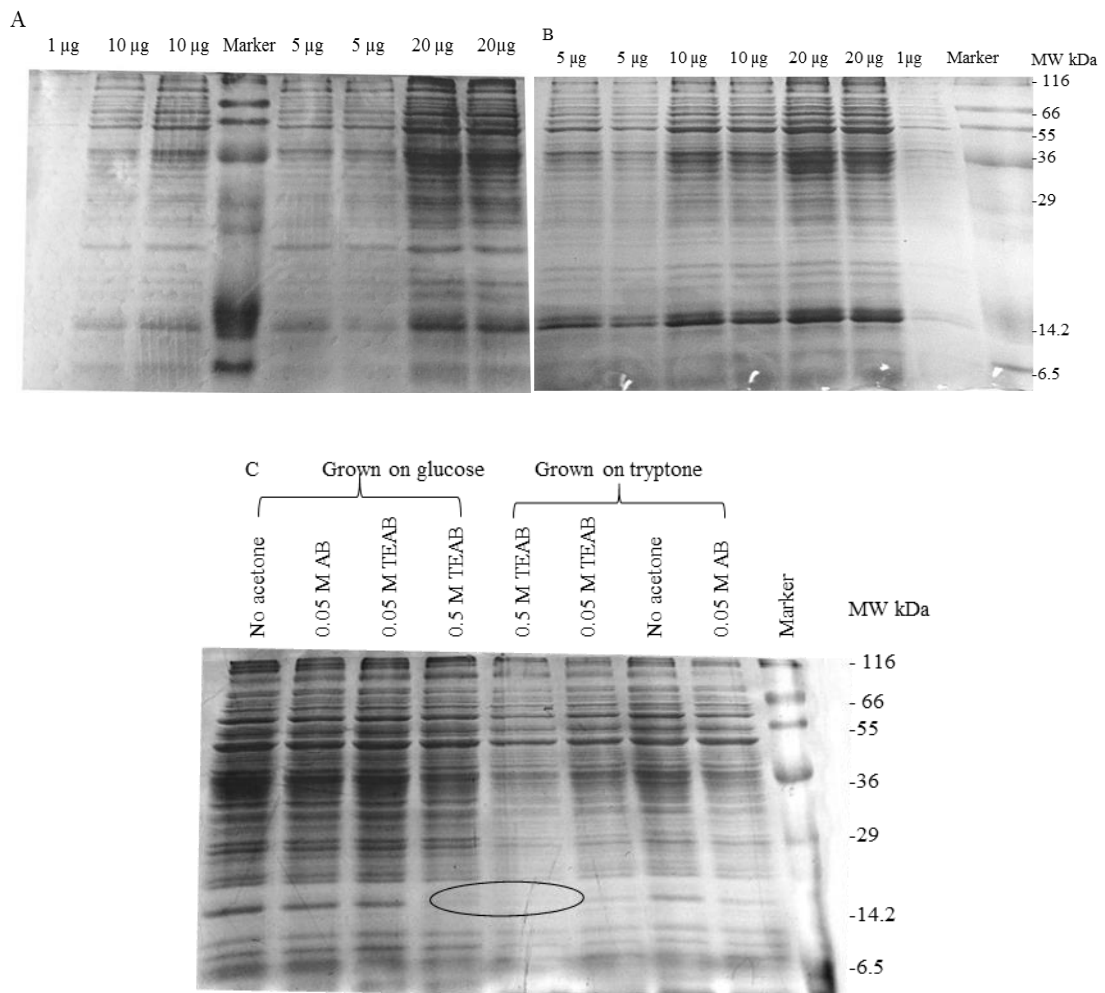 A
1 µg 10 µg 10 µg Marker 5 µg 5 µg 20 µg 20µg
B
5 µg 5 µg 10 µg 10 µg 20 µg 20 µg 1µg Marker MW kDa
- 116
- 66
-55
-36
-29
-14.2
-6.5
C Grown on glucose Grown on tryptone
No acetone
0.05 M AB
0.05 M TEAB
0.5 M TEAB
0.5 M TEAB
0.05 M TEAB
No acetone
0.05 M AB
Marker
MW kDa
- 116
- 66
-55
-36
-29
-14.2
-6.5